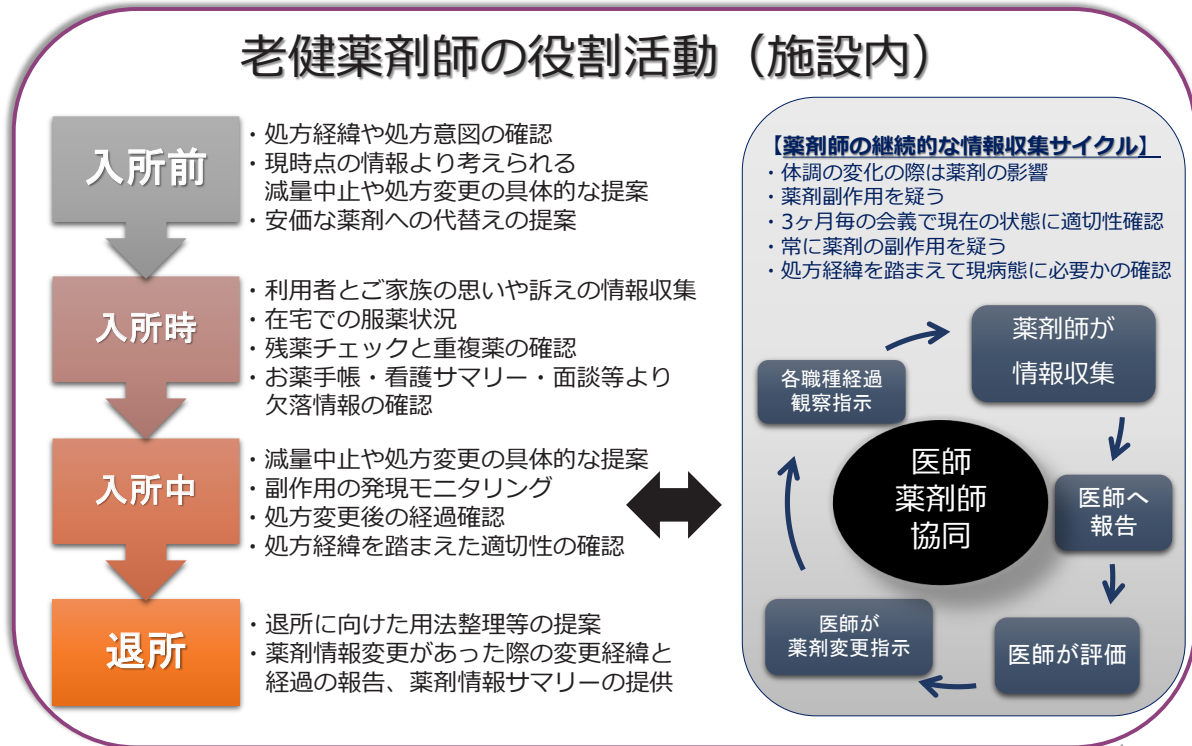 老健薬剤師の役割活動（施設内）
入所前
・処方経緯や処方意図の確認
・現時点の情報より考えられる
減量中止や処方変更の具体的な提案
・安価な薬剤への代替えの提案
入所時
・利用者とご家族の思いや訴えの情報収集
・在宅での服薬状況
・残薬チェックと重複薬の確認
・お薬手帳・看護サマリー・面談等より
欠落情報の確認
入所中
・減量中止や処方変更の具体的な提案
・副作用の発現モニタリング
・処方変更後の経過確認
・処方経緯を踏まえた適切性の確認
退所
・退所に向けた用法整理等の提案
・薬剤情報変更があった際の変更経緯と
経過の報告、薬剤情報サマリーの提供
【薬剤師の継続的な情報収集サイクル】
・体調の変化の際は薬剤の影響
・薬剤副作用を疑う
・3ヶ月毎の会議で現在の状態に適切性確認
・常に薬剤の副作用を疑う
・処方経緯を踏まえて現病態に必要かの確認
薬剤師が
情報収集
医師へ
報告
医師が評価
医師が
薬剤変更指示
各職種経過
観察指示
医師
薬剤師
協同